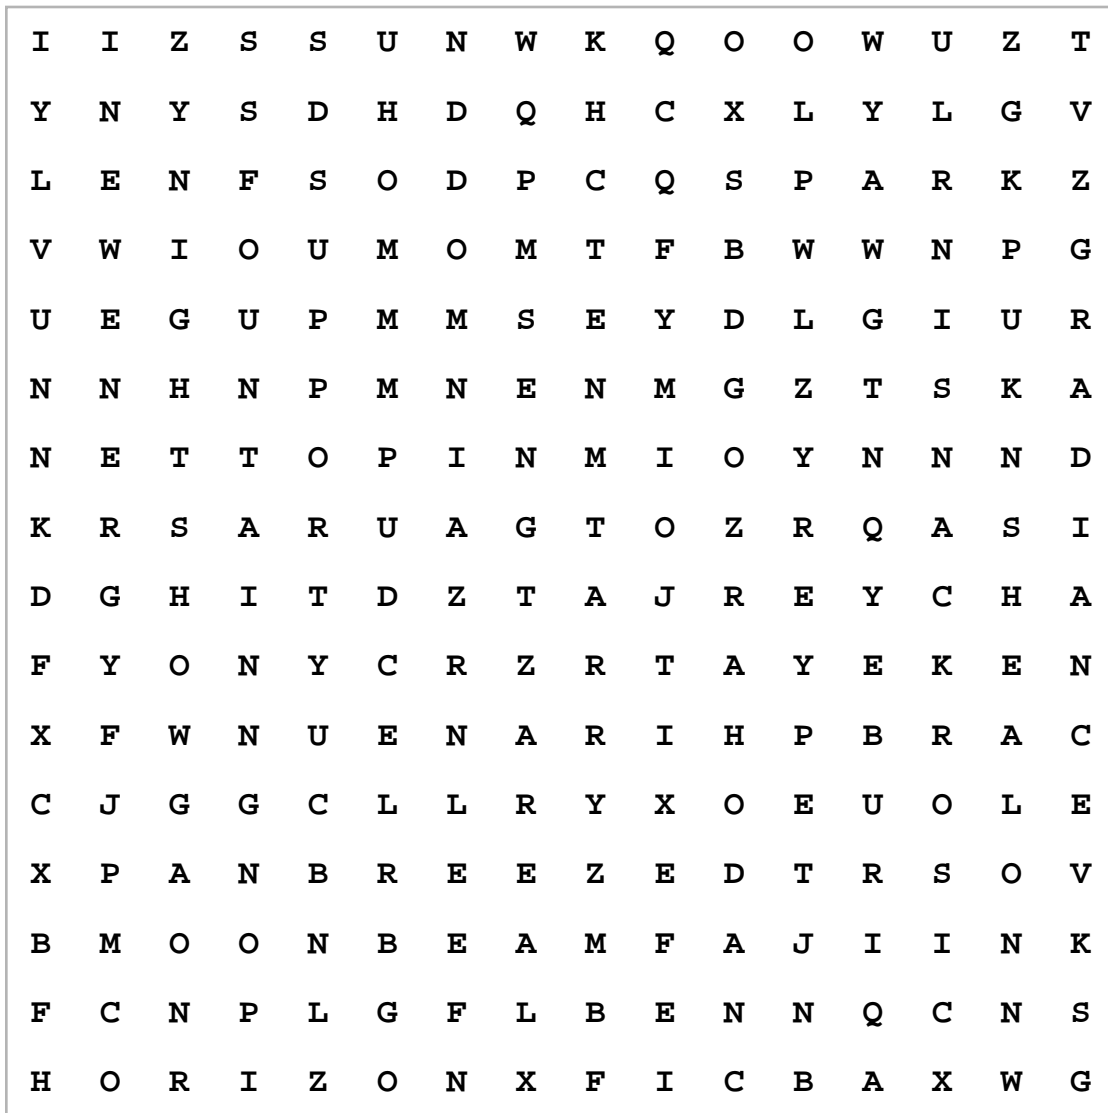 I I Z S S U N W K Q O O W U Z T
Y N Y S D H D Q H C X L Y L G V
L E N F S O D P C Q S P A R K Z
V W I O U M O M T F B W W N P G
U E G U P M M S E Y D L G I U R
N N H N P M N E N M G Z T S K A
N E T T O P I N M I O Y N N N D
K R S A R U A G T O Z R Q A S I
D G H I T D Z T A J R E Y C H A
F Y O N Y C R Z R T A Y E K E N
X F W N U E N A R I H P B R A C
C J G G C L L R Y X O E U O L E
X P A N B R E E Z E D T R S O V
B M O O N B E A M F A J I I N K
F C N P L G F L B E N N Q C N S
H O R I Z O N X F I C B A X W G